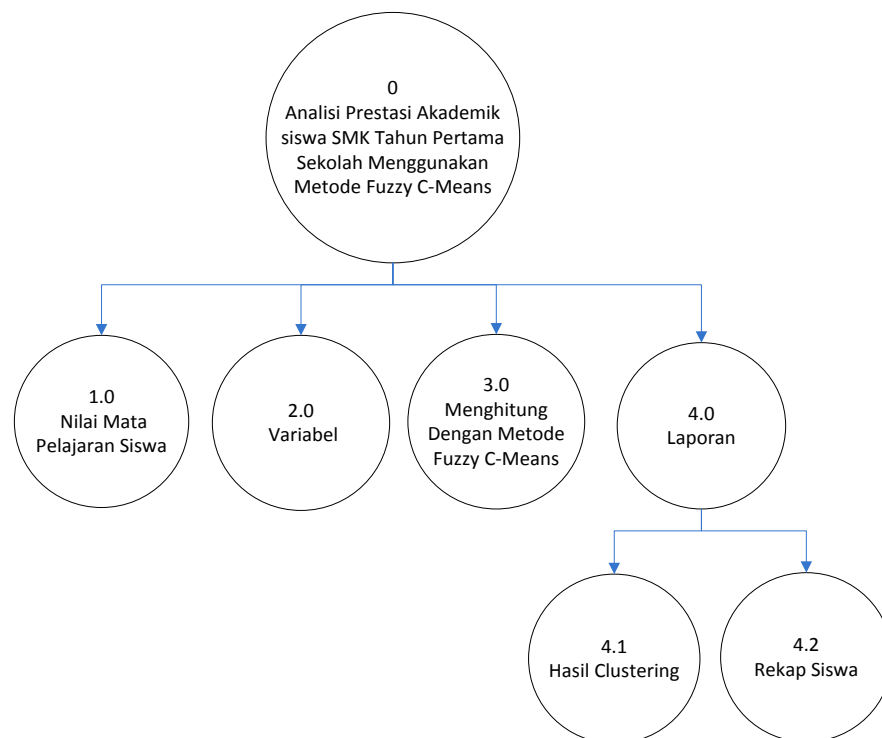 0
Analisi Prestasi Akademik
siswa SMK Tahun Pertama
Sekolah Menggunakan
Metode Fuzzy C-Means
1.0
Nilai Mata
Pelajaran Siswa
2.0
Variabel
3.0
Menghitung
Dengan Metode
Fuzzy C-Means
4.0
Laporan
4.1
Hasil Clustering
4.2
Rekap Siswa